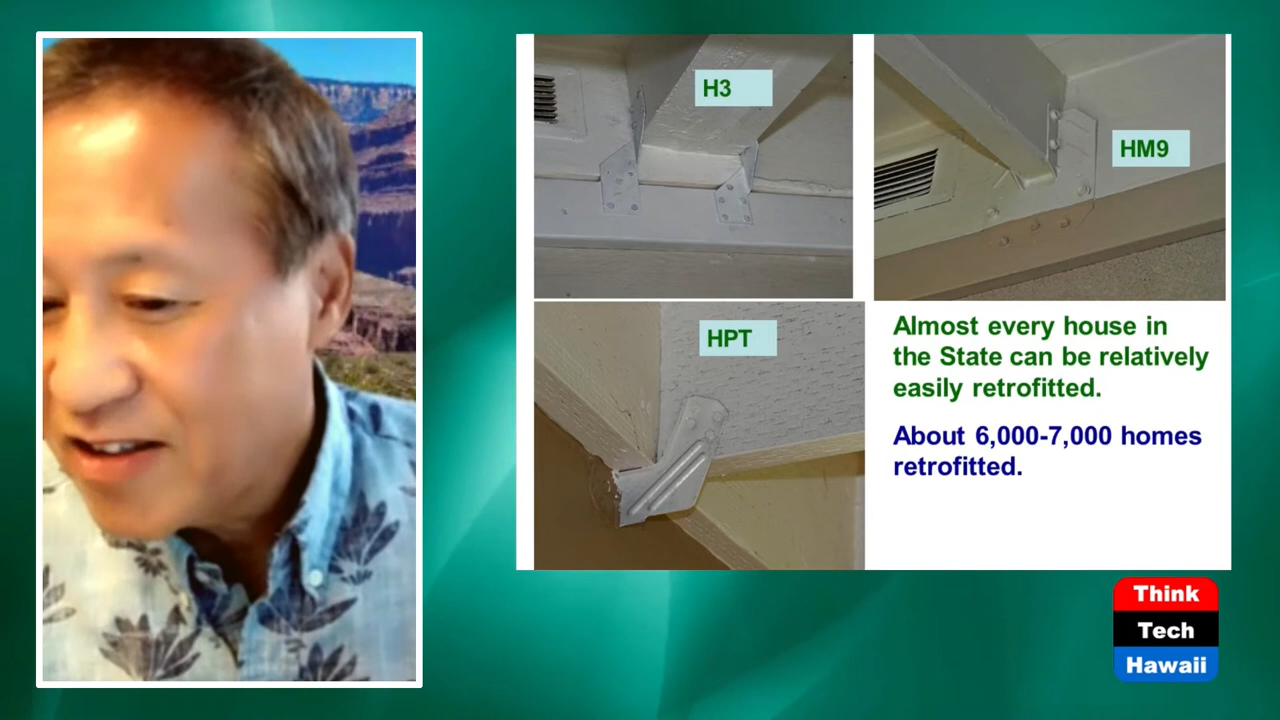 H3
HM9
HPT
Almost every house in
the State can be relatively
easily retrofitted.
About 6,000-7,000 homes
retrofitted.
Think
Tech
Hawaii